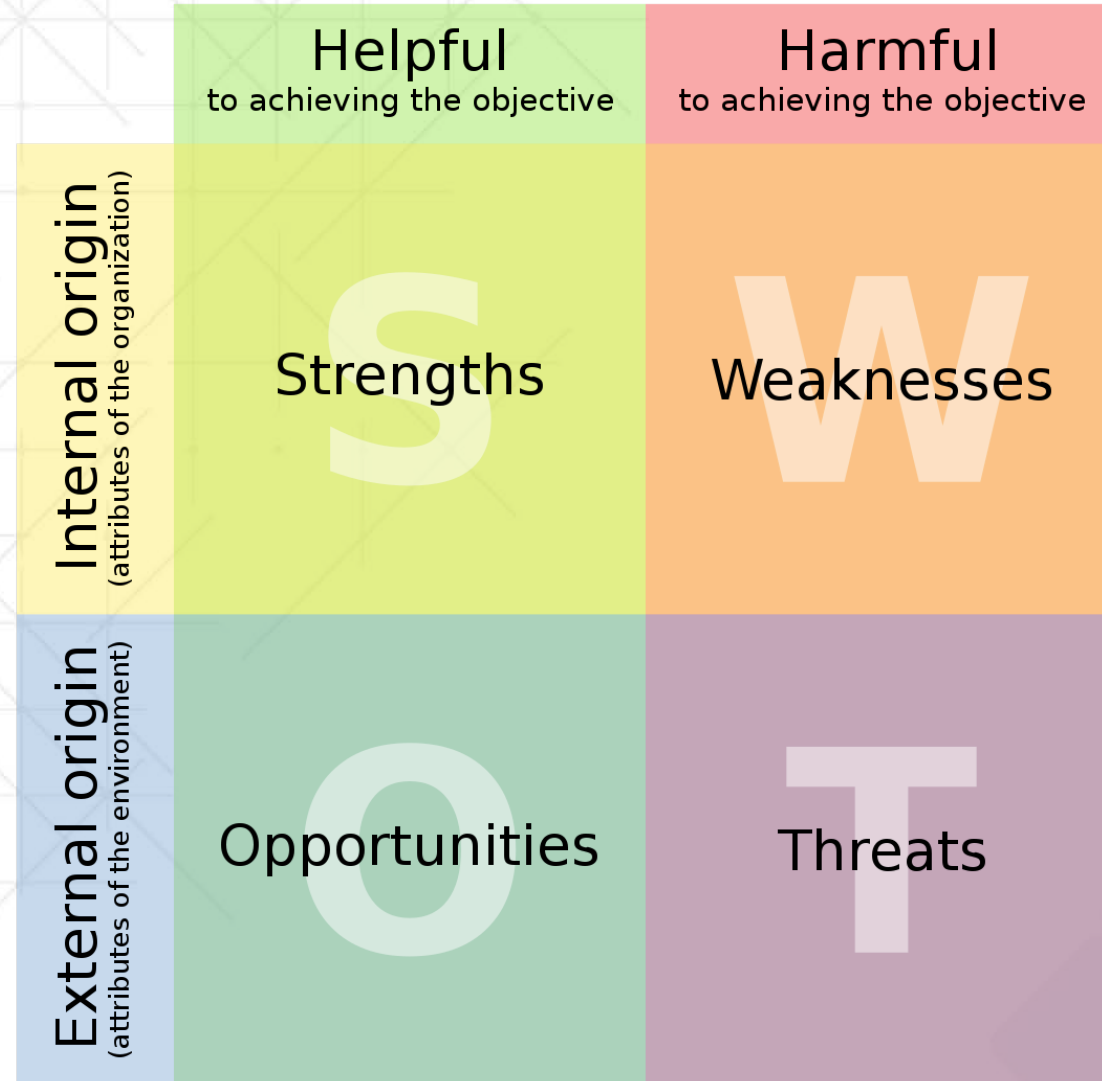 Helpful
to achieving the objective
Harmful
to achieving the objective
Internal origin
(attributes of the organization)
S
Strengths
W
Weaknesses
External origin
(attributes of the environment)
O
Opportunities
T
Threats